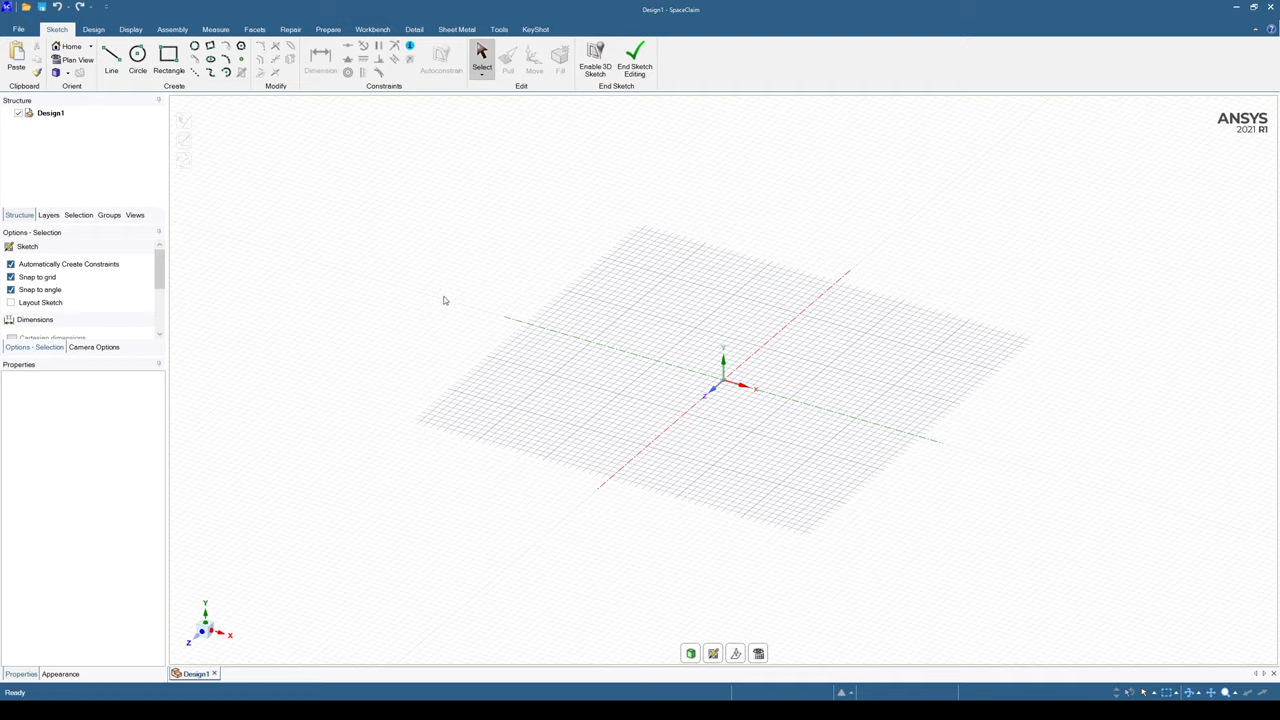 Design1 - SpaceClaim
File Sketch Design Display Assembly Measure Facets Repair Prepare Workbench Detail Sheet Metal Tools KeyShot
Paste
Home
Plan View
Line Circle Rectangle
Dimension
Autoconstrain
Select Pull Move Fill
Enable 3D Sketch
End Sketch Editing
Clipboard Orient Create Modify Constraints Edit End Sketch
Structure
Design1
Structure Layers Selection Groups Views
Options - Selection
Sketch
Automatically Create Constraints
Snap to grid
Snap to angle
Layout Sketch
Dimensions
Cartesian dimensions
Options - Selection Camera Options
Properties
ANSYS
2021 R1
Y
X
Z
Y
X
Z
Properties Appearance
Design1
Ready